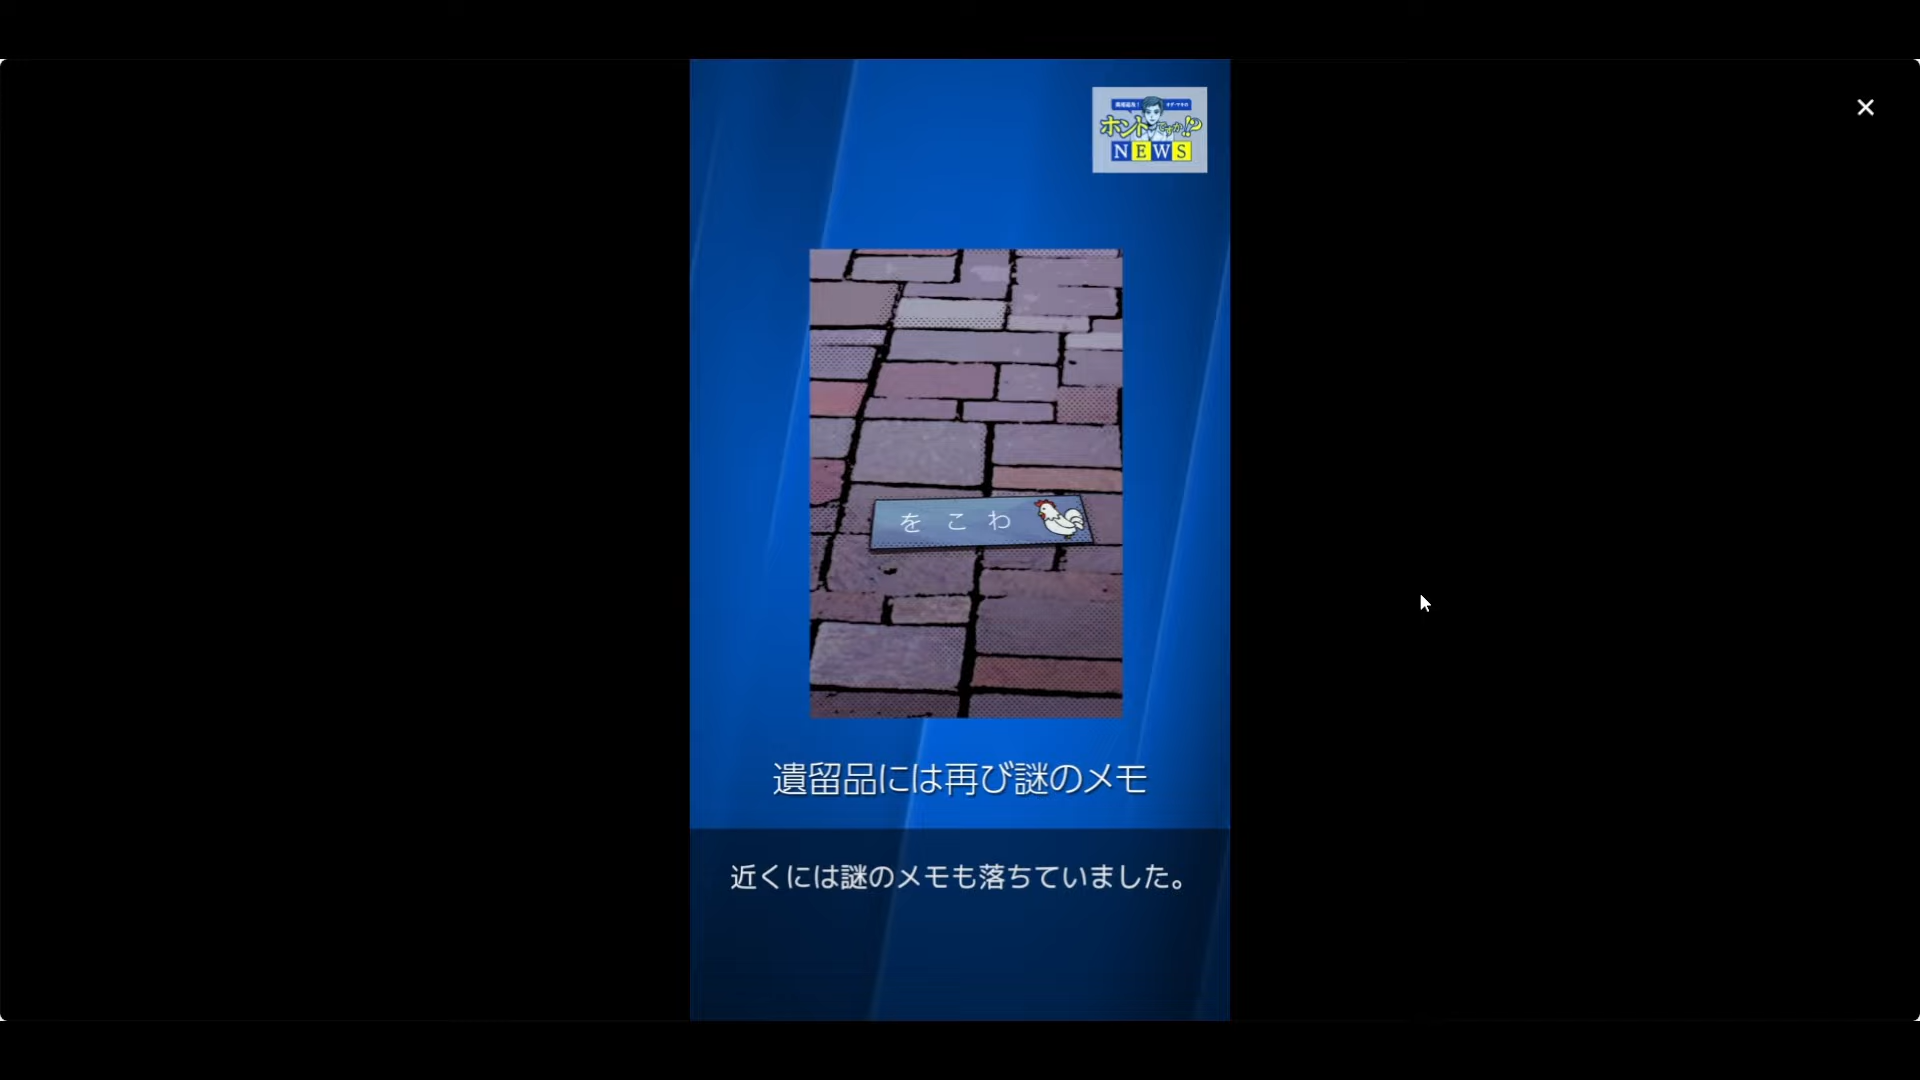 ホント ですか!?
NEWS
をこわ
遺留品には再び謎のメモ
近くには謎のメモも落ちていました。